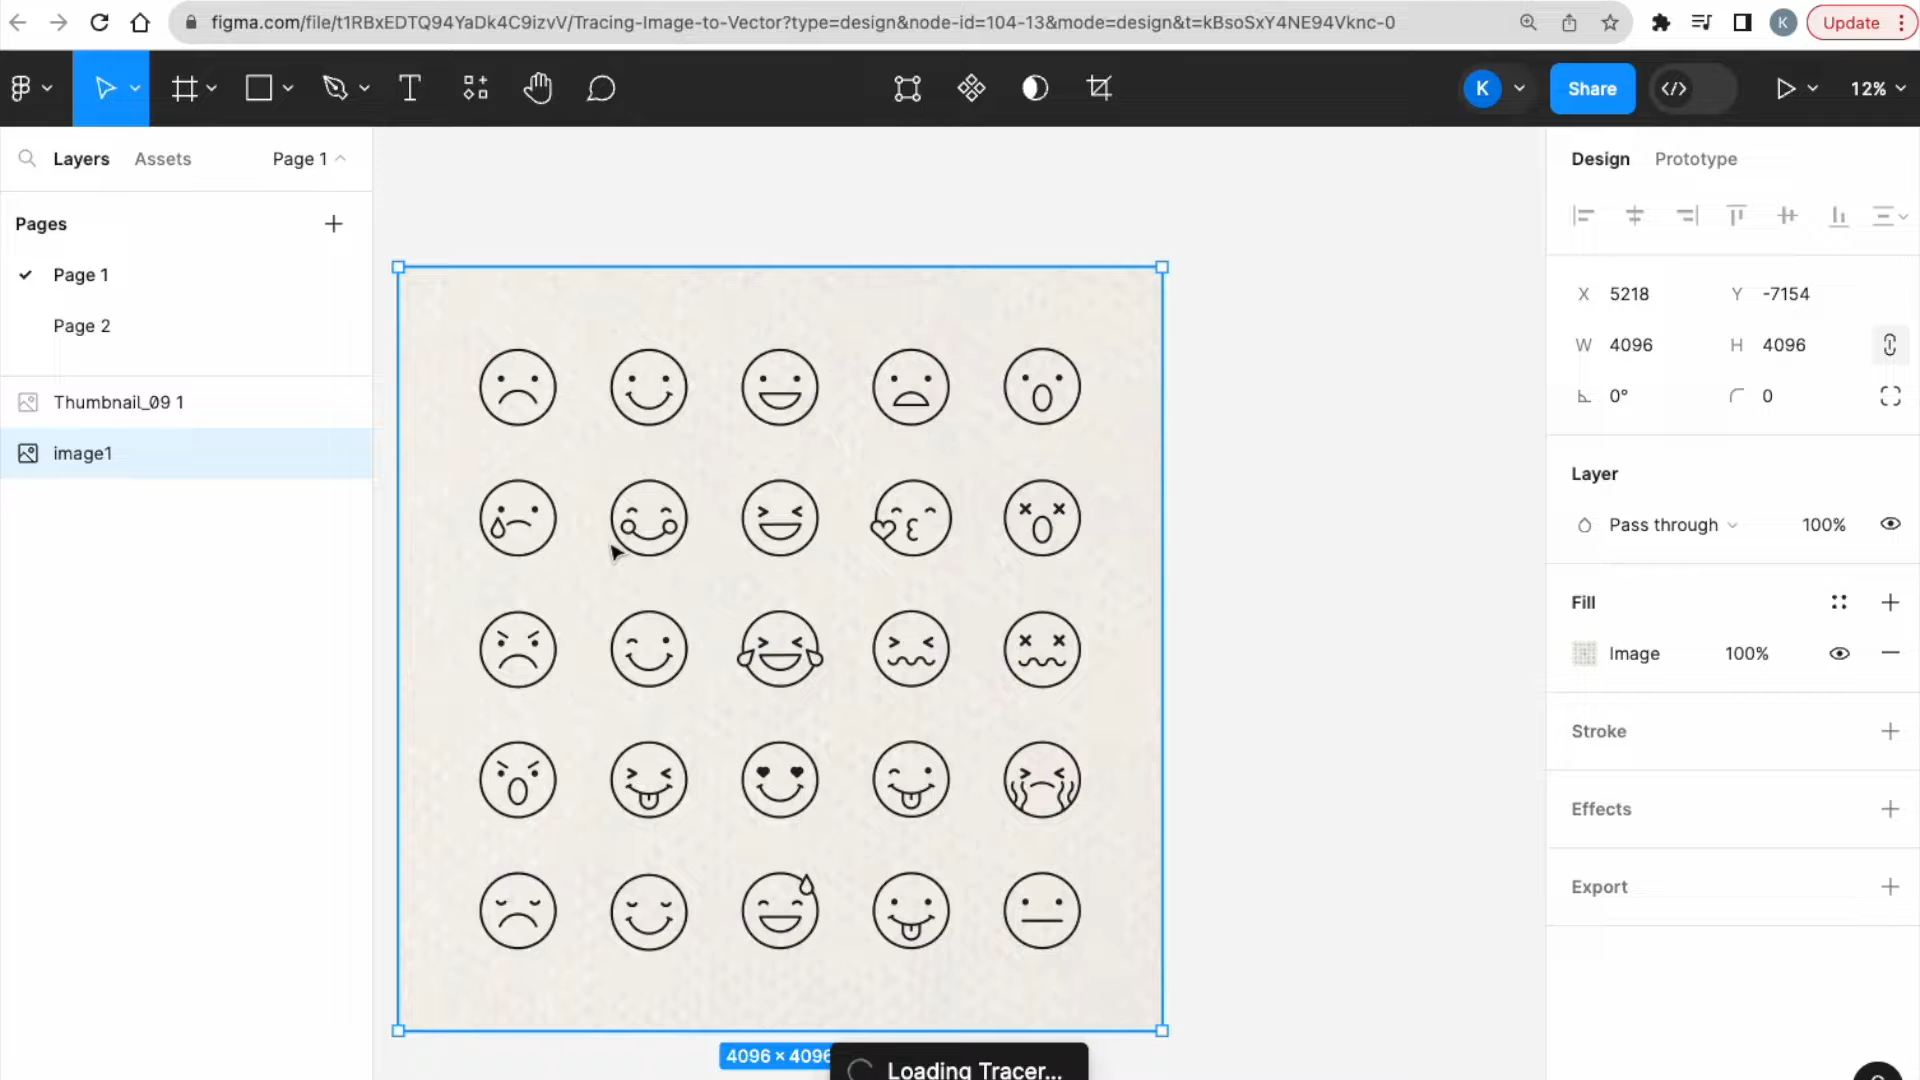 figma.com/file/t1RBxEDTQ94YaDk4C9izvV/Tracing-Image-to-Vector?type=design&node-id=104-13&mode=design&t=kBsoSxY4NE94Vknc-0
K
Update
K
Share
12%
Layers
Assets
Page 1
Design
Prototype
Pages
Page 1
Page 2
Thumbnail_09 1
image1
X 5218
Y -7154
W 4096
H 4096
0°
0
Layer
Pass through
100%
Fill
Image
100%
Stroke
Effects
Export
4096 × 4096
Loading Tracer...